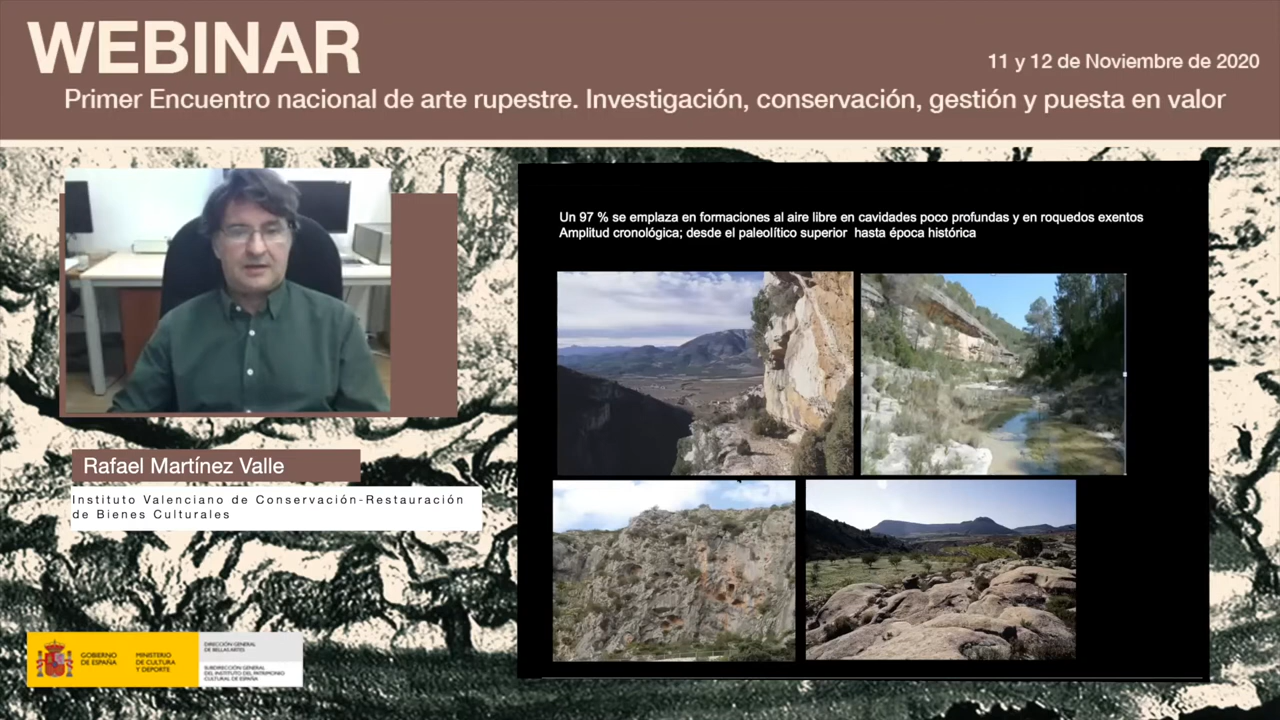 WEBINAR
11 y 12 de Noviembre de 2020
Primer Encuentro nacional de arte rupestre. Investigación, conservación, gestión y puesta en valor
Un 97 % se emplaza en formaciones al aire libre en cavidades poco profundas y en roquedos exentos
Amplitud cronológica; desde el paleolítico superior hasta época histórica
Rafael Martínez Valle
Instituto Valenciano de Conservación-Restauración
de Bienes Culturales
GOBIERNO
DE ESPAÑA
MINISTERIO
DE CULTURA
Y DEPORTE
DIRECCIÓN GENERAL
DE BELLAS ARTES
SUBDIRECCIÓN GENERAL
DEL INSTITUTO DEL PATRIMONIO
CULTURAL DE ESPAÑA